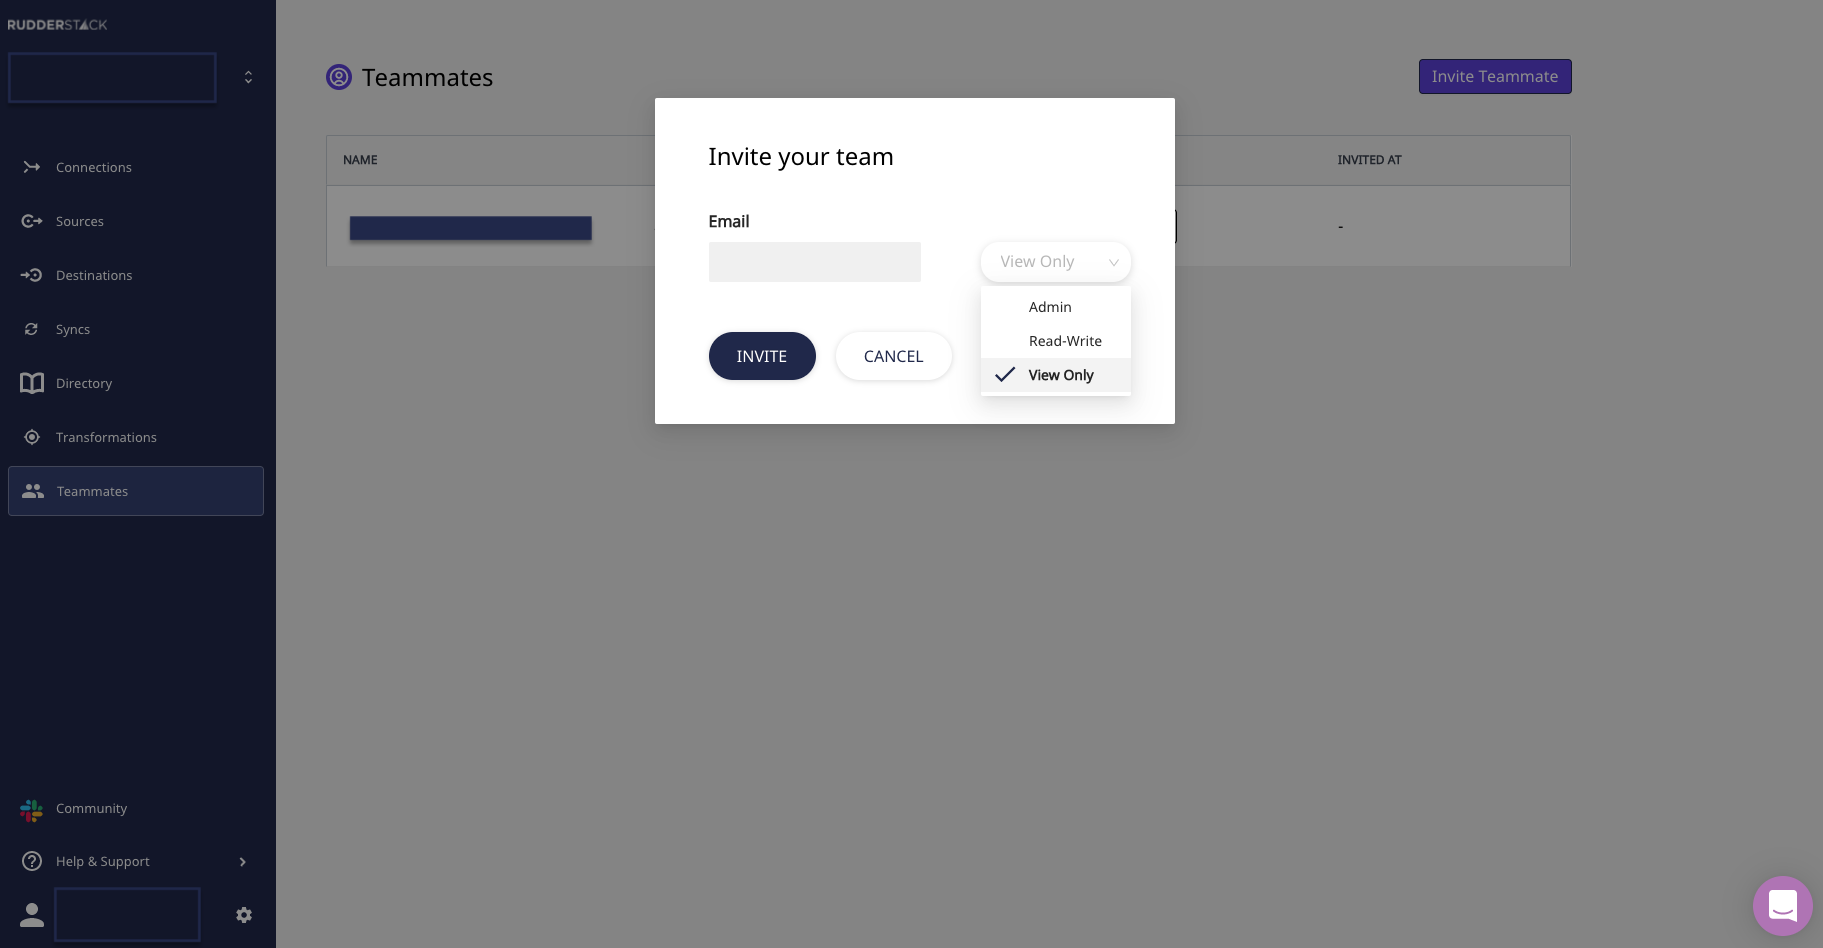 RUDDERSTACK
Connections
Sources
Destinations
Syncs
Directory
Transformations
Teammates
Community
Help & Support
Teammates
Invite Teammate
NAME
INVITED AT
-
Invite your team
Email
View Only
Admin
Read-Write
View Only
INVITE
CANCEL